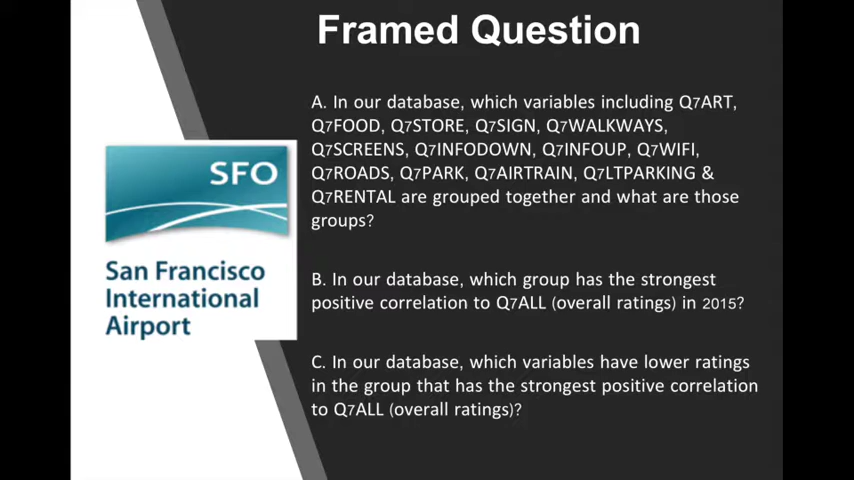 Framed Question
A. In our database, which variables including Q7ART,
Q7FOOD, Q7STORE, Q7SIGN, Q7WALKWAYS,
Q7SCREENS, Q7INFODOWN, Q7INFOUP, Q7WIFI,
Q7ROADS, Q7PARK, Q7AIRTRAIN, Q7LTPARKING &
Q7RENTAL are grouped together and what are those
groups?
SFO
San Francisco
International
Airport
B. In our database, which group has the strongest
positive correlation to Q7ALL (overall ratings) in 2015?
C. In our database, which variables have lower ratings
in the group that has the strongest positive correlation
to Q7ALL (overall ratings)?